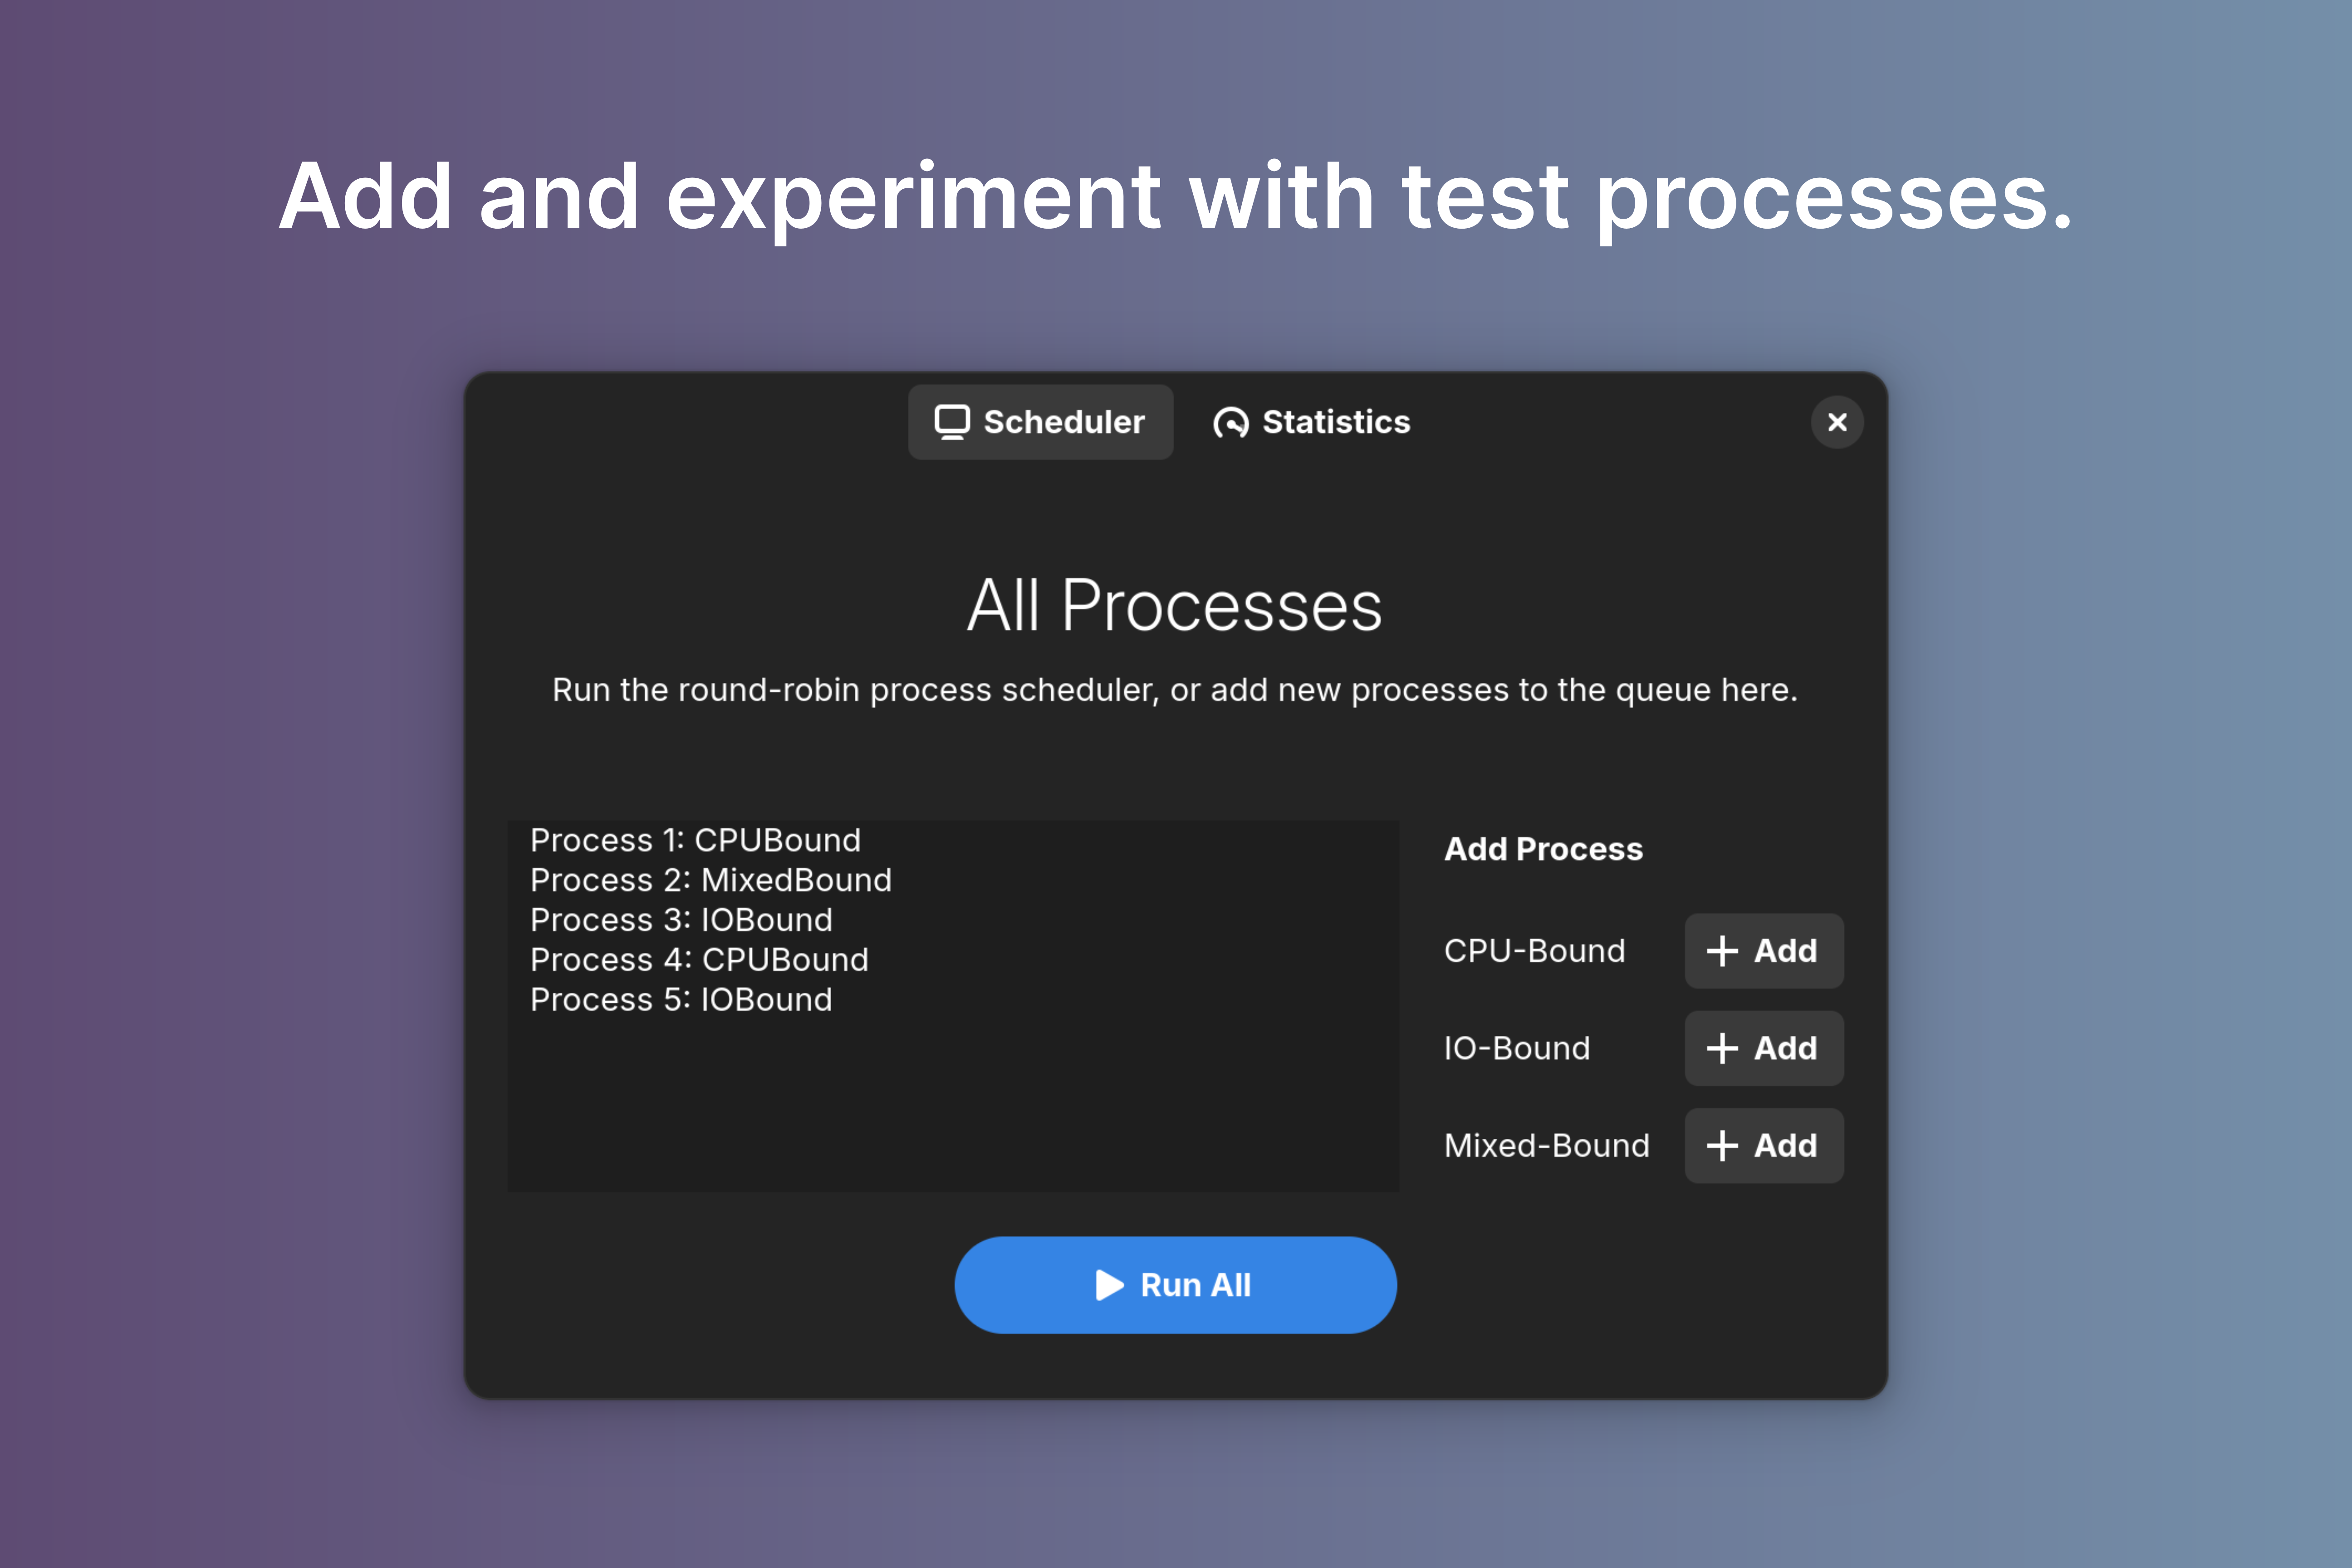 Add and experiment with test processes.
Scheduler
Statistics
All Processes
Run the round-robin process scheduler, or add new processes to the queue here.
Process 1: CPUBound
Process 2: MixedBound
Process 3: IOBound
Process 4: CPUBound
Process 5: IOBound
Add Process
CPU-Bound
Add
IO-Bound
Add
Mixed-Bound
Add
Run All